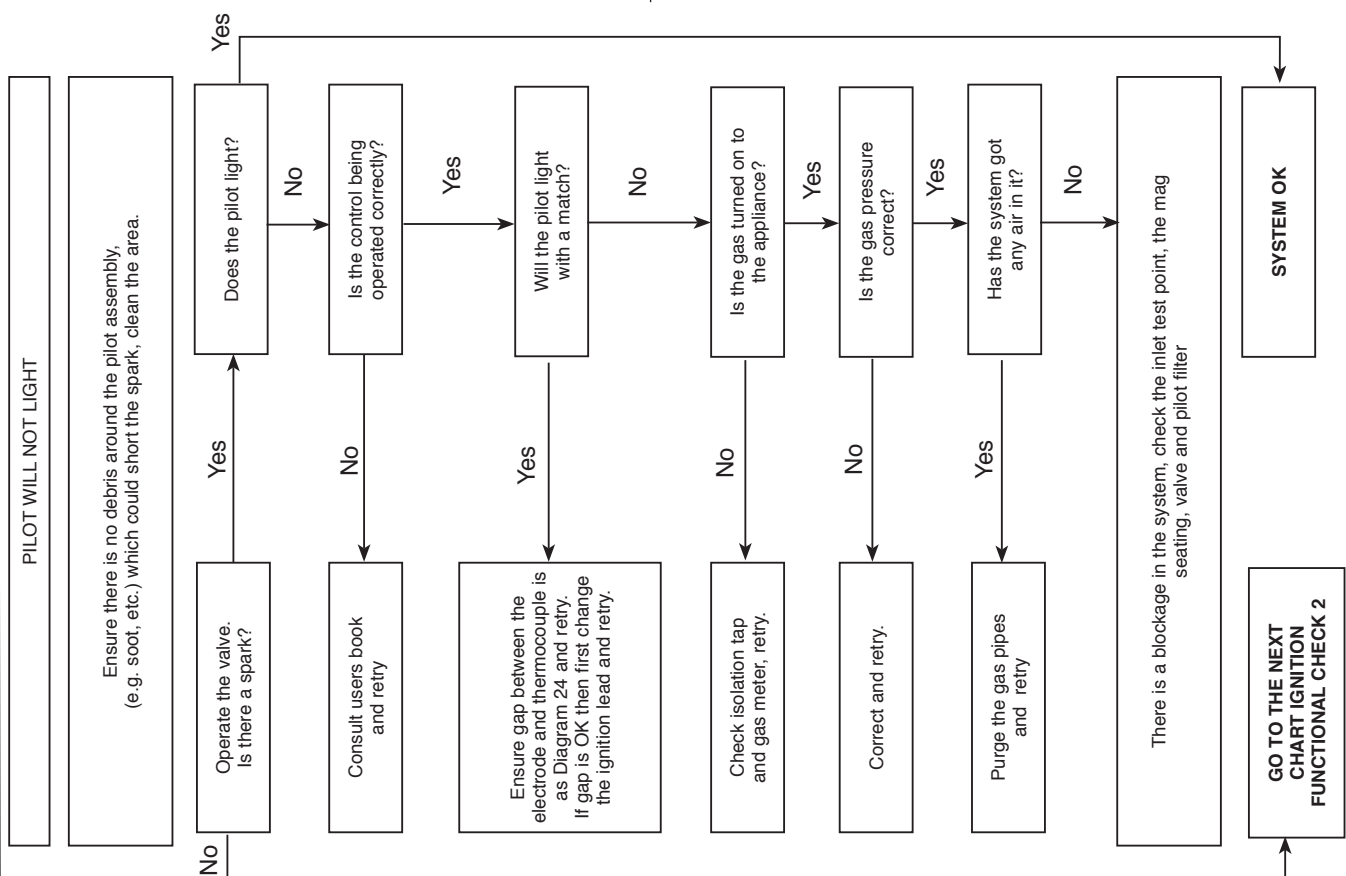 PILOT WILL NOT LIGHT
Ensure there is no debris around the pilot assembly,
(e.g. soot, etc.) which could short the spark, clean the area.
Operate the valve.
Is there a spark?
No
Yes
Does the pilot light?
Yes
No
Is the control being
operated correctly?
No
Consult users book
and retry
Yes
Will the pilot light
with a match?
Yes
Ensure gap between the
electrode and thermocouple is
as Diagram 24 and retry.
If gap is OK then first change
the ignition lead and retry.
No
Is the gas turned on to
the appliance?
No
Check isolation tap
and gas meter, retry.
Yes
Is the gas pressure
correct?
No
Correct and retry.
Yes
Has the system got
any air in it?
Yes
Purge the gas pipes
and retry
No
There is a blockage in the system, check the inlet test point, the mag
seating, valve and pilot filter
GO TO THE NEXT
CHART IGNITION
FUNCTIONAL CHECK 2
SYSTEM OK